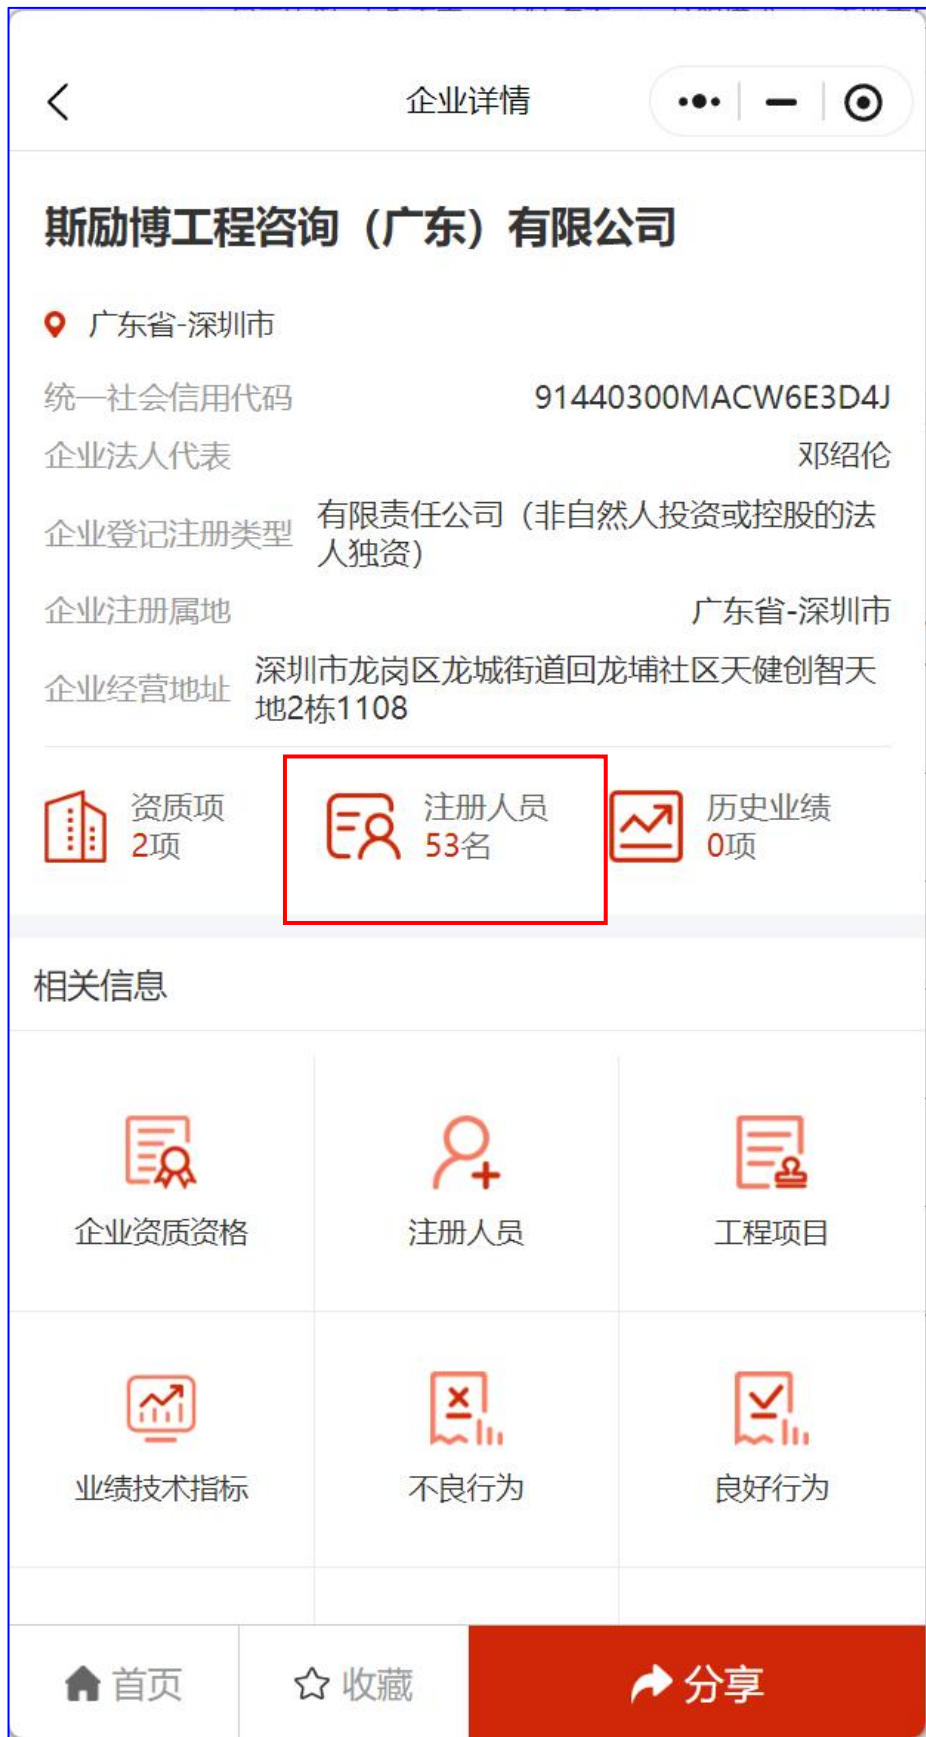 企业详情
斯励博工程咨询（广东）有限公司
广东省-深圳市
统一社会信用代码 91440300MACW6E3D4J
企业法人代表 邓绍伦
企业登记注册类型 有限责任公司（非自然人投资或控股的法
人独资）
企业注册属地 广东省-深圳市
企业经营地址 深圳市龙岗区龙城街道回龙埔社区天健创智天
地2栋1108
资质项 注册人员 历史业绩
2项 53名 0项
相关信息
企业资质资格 注册人员 工程项目
业绩技术指标 不良行为 良好行为
首页 收藏 分享